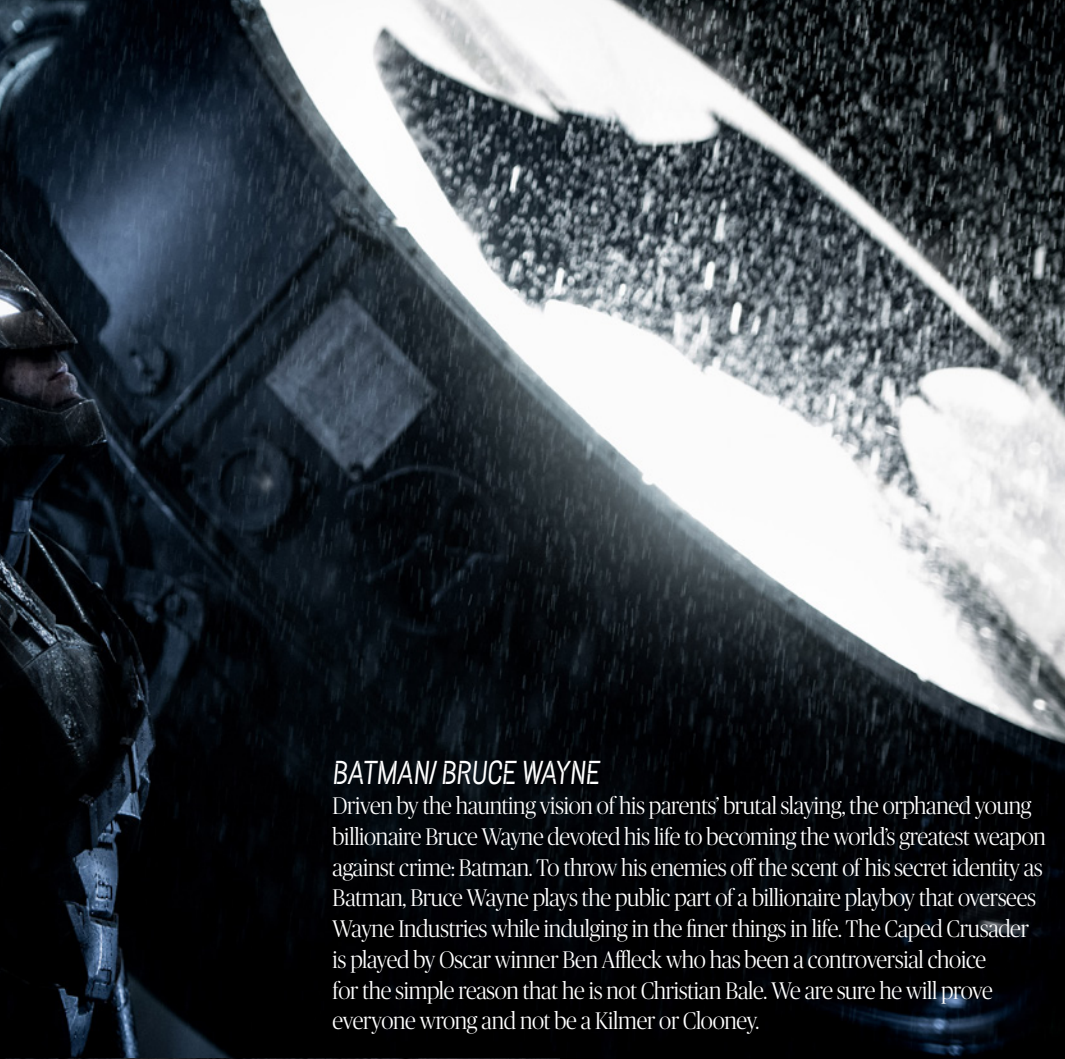 BATMAN/ BRUCE WAYNE
Driven by the haunting vision of his parents’ brutal slaying, the orphaned young
billionaire Bruce Wayne devoted his life to becoming the world’s greatest weapon
against crime: Batman. To throw his enemies off the scent of his secret identity as
Batman, Bruce Wayne plays the public part of a billionaire playboy that oversees
Wayne Industries while indulging in the finer things in life. The Caped Crusader
is played by Oscar winner Ben Affleck who has been a controversial choice
for the simple reason that he is not Christian Bale. We are sure he will prove
everyone wrong and not be a Kilmer or Clooney.